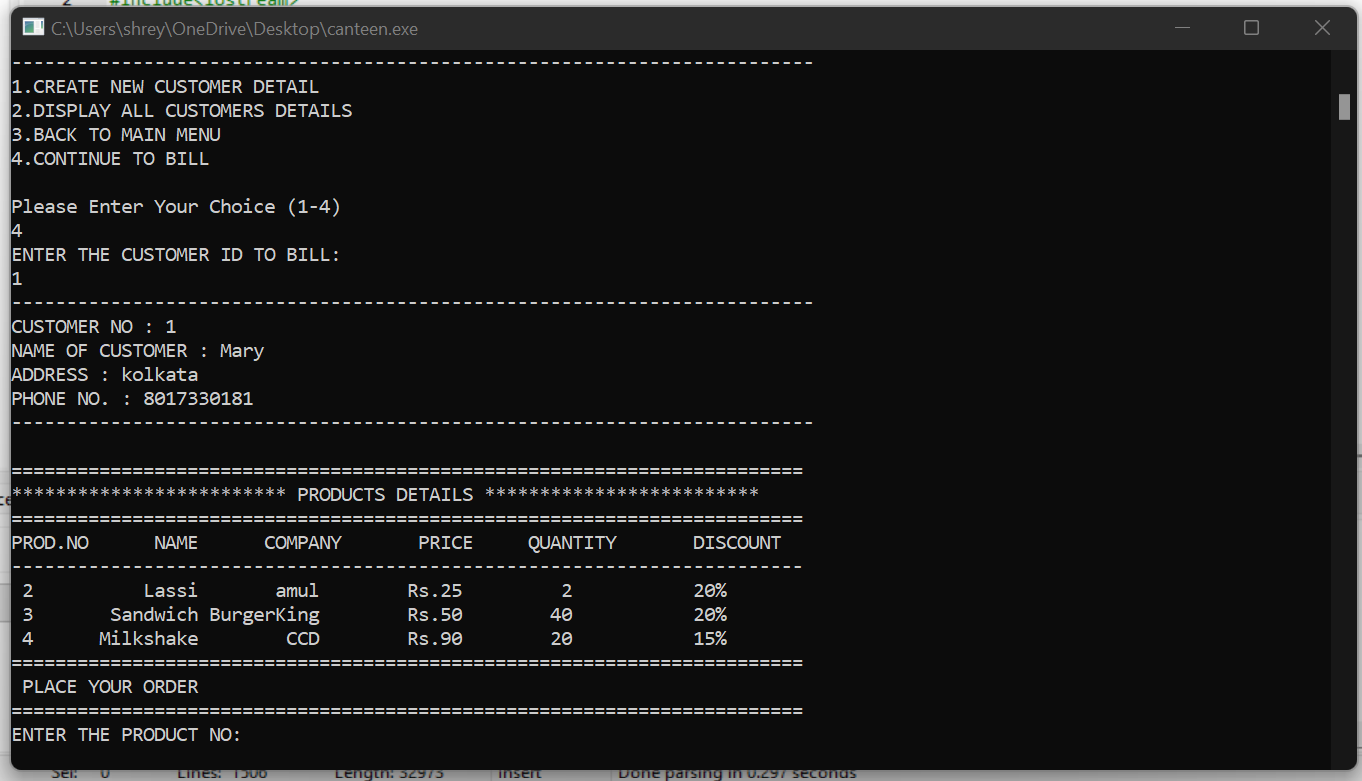 2 #include<iostream>
C:\Users\shrey\OneDrive\Desktop\canteen.exe
-------------------------------------------------------------------------
1.CREATE NEW CUSTOMER DETAIL
2.DISPLAY ALL CUSTOMERS DETAILS
3.BACK TO MAIN MENU
4.CONTINUE TO BILL
Please Enter Your Choice (1-4)
4
ENTER THE CUSTOMER ID TO BILL:
1
-------------------------------------------------------------------------
CUSTOMER NO : 1
NAME OF CUSTOMER : Mary
ADDRESS : kolkata
PHONE NO. : 8017330181
-------------------------------------------------------------------------
========================================================================
************************* PRODUCTS DETAILS *************************
========================================================================
PROD.NO NAME COMPANY PRICE QUANTITY DISCOUNT
------------------------------------------------------------------------
2 Lassi amul Rs.25 2 20%
3 Sandwich BurgerKing Rs.50 40 20%
4 Milkshake CCD Rs.90 20 15%
========================================================================
PLACE YOUR ORDER
========================================================================
ENTER THE PRODUCT NO:
Sel: 0 Lines: 1506 Length: 32973 Insert Done parsing in 0.297 seconds